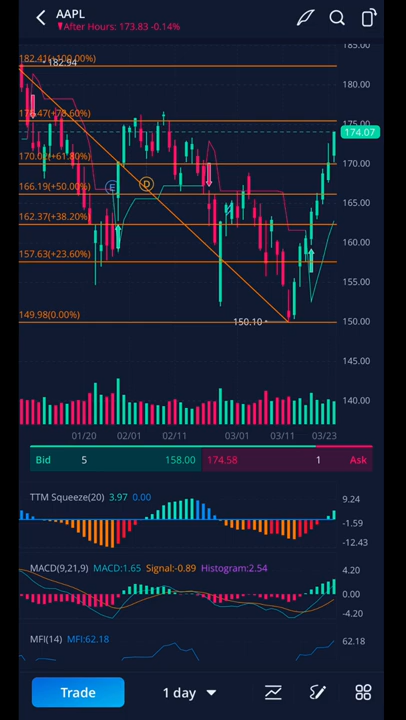 AAPL
After Hours: 173.83 -0.14%
185.00
182.41(+100.00%)
182.94
180.00
176.47(+78.60%)
175.00
174.07
170.02(+61.80%)
170.00
E
D
166.19(+50.00%)
165.00
162.37(+38.20%)
160.00
157.63(+23.60%)
155.00
149.98(0.00%)
150.10
150.00
145.00
140.00
01/20 02/01 02/11 03/01 03/11 03/23
Bid 5 158.00 174.58 1 Ask
TTM Squeeze(20) 3.97 0.00
9.24
-1.59
-12.43
MACD(9,21,9) MACD:1.65 Signal:-0.89 Histogram:2.54
4.20
0.00
-4.20
MFI(14) MFI:62.18
62.18
Trade
1 day